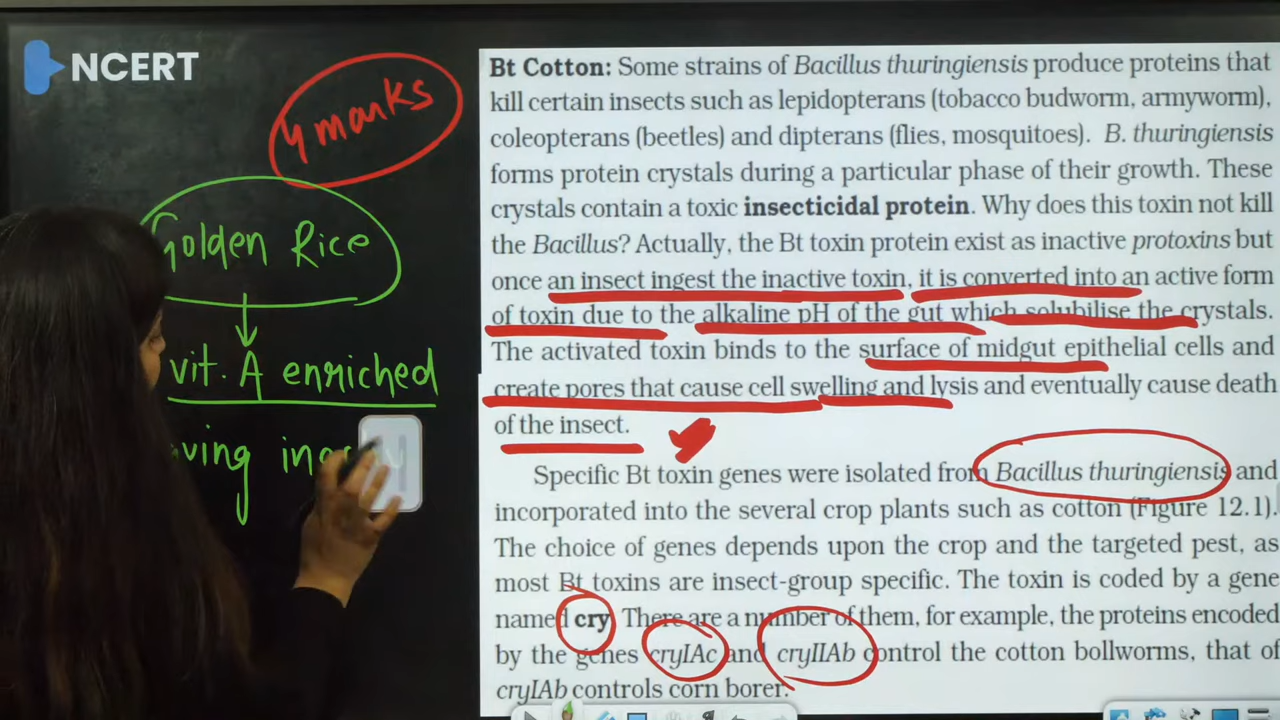 NCERT
4 marks
Golden Rice
vit. A enriched
Bt Cotton: Some strains of Bacillus thuringiensis produce proteins that
kill certain insects such as lepidopterans (tobacco budworm, armyworm),
coleopterans (beetles) and dipterans (flies, mosquitoes). B. thuringiensis
forms protein crystals during a particular phase of their growth. These
crystals contain a toxic insecticidal protein. Why does this toxin not kill
the Bacillus? Actually, the Bt toxin protein exist as inactive protoxins but
once an insect ingest the inactive toxin, it is converted into an active form
of toxin due to the alkaline pH of the gut which solubilise the crystals.
The activated toxin binds to the surface of midgut epithelial cells and
create pores that cause cell swelling and lysis and eventually cause death
of the insect.
Specific Bt toxin genes were isolated from Bacillus thuringiensis and
incorporated into the several crop plants such as cotton (Figure 12.1).
The choice of genes depends upon the crop and the targeted pest, as
most Bt toxins are insect-group specific. The toxin is coded by a gene
named cry. There are a number of them, for example, the proteins encoded
by the genes cryIAc and cryIIAb control the cotton bollworms, that of
cryIAb controls corn borer.